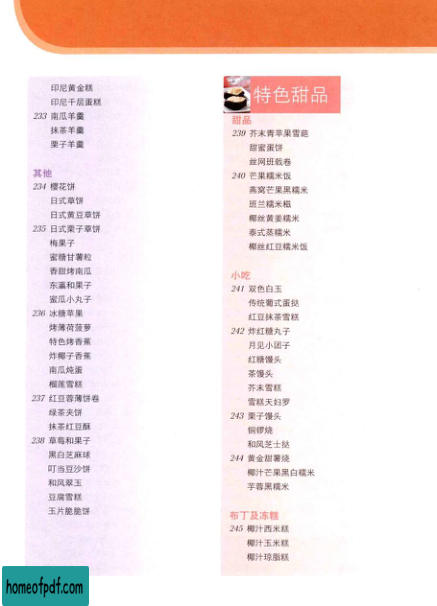 印尼黄金糕
印尼千层蛋糕
233 南瓜羊羹
抹茶羊羹
栗子羊羹
其他
234 樱花饼
日式草饼
日式黄豆草饼
235 日式栗子草饼
梅果子
蜜糖甘薯粒
香甜烤南瓜
东瀛和果子
蜜瓜小丸子
236 冰糖苹果
烤薄荷菠萝
特色烤香蕉
炸椰子香蕉
南瓜炖蛋
榴莲雪糕
237 红豆蓉薄饼卷
绿茶夹饼
抹茶红豆酥
238 草莓和果子
黑白芝麻球
叮当豆沙饼
和风翠玉
豆腐雪糕
玉片脆脆饼
特色甜品
甜品
239 芥末青苹果雪葩
甜蜜蛋饼
丝网班戟卷
240 芒果糯米饭
燕窝芒果黑糯米
班兰糯米糍
椰丝黄姜糯米
泰式蒸糯米
椰丝红豆糯米饭
小吃
241 双色白玉
传统葡式蛋挞
红豆抹茶雪糕
242 炸红糖丸子
月见小团子
红糖馒头
茶馒头
芥末雪糕
雪糕天妇罗
243 栗子馒头
铜锣烧
和风芝士挞
244 黄金甜薯烧
椰汁芒果黑白糯米
芋蓉黑糯米
布丁及冻糕
245 椰汁西米糕
椰汁玉米糕
椰汁琼脂糕
homeofpdf.com